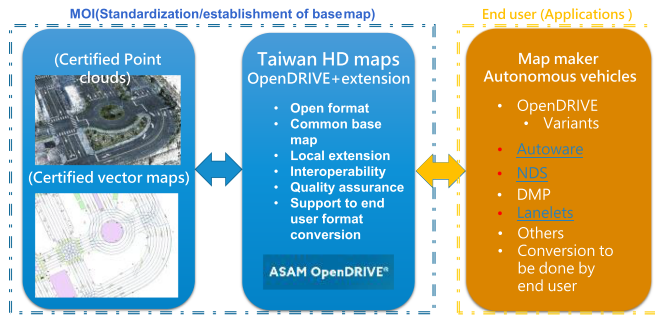 MOI(Standardization/establishment of base map)
End user (Applications )
(Certified Point
clouds)
(Certified vector maps)
Taiwan HD maps
OpenDRIVE+extension
• Open format
• Common base
map
• Local extension
• Interoperability
• Quality assurance
• Support to end
user format
conversion
ASAM OpenDRIVE®
Map maker
Autonomous vehicles
• OpenDRIVE
• Variants
• Autoware
• NDS
• DMP
• Lanelets
• Others
• Conversion to
be done by
end user